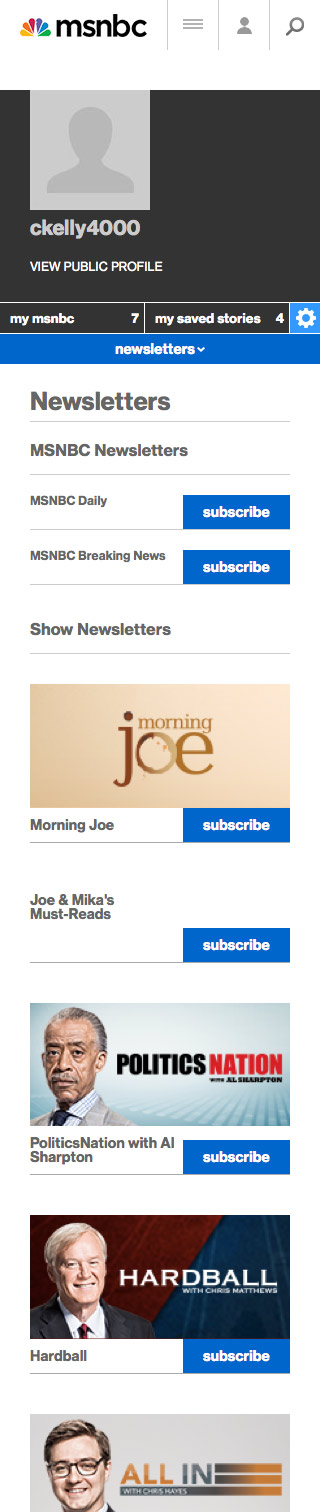 msnbc
ckelly4000
VIEW PUBLIC PROFILE
my msnbc 7 my saved stories 4
newsletters
Newsletters
MSNBC Newsletters
MSNBC Daily
subscribe
MSNBC Breaking News
subscribe
Show Newsletters
morning
joe
Morning Joe
subscribe
Joe & Mika's
Must-Reads
subscribe
POLITICS NATION
WITH AL SHARPTON
PoliticsNation with Al
Sharpton
subscribe
HARDBALL
WITH CHRIS MATTHEWS
Hardball
subscribe
ALL IN
WITH CHRIS HAYES